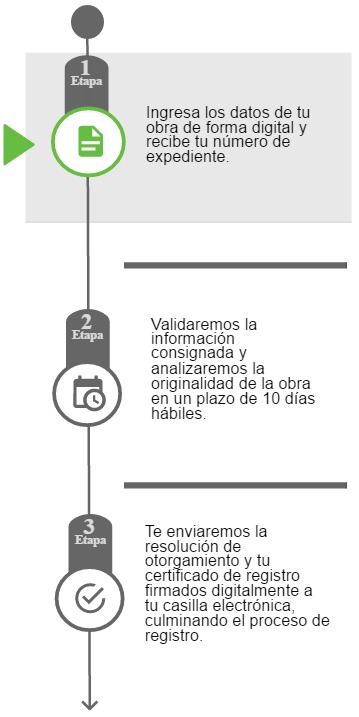 1
Etapa
Ingresa los datos de tu
obra de forma digital y
recibe tu número de
expediente.
2
Etapa
Validaremos la
información
consignada y
analizaremos la
originalidad de la obra
en un plazo de 10 días
hábiles.
3
Etapa
Te enviaremos la
resolución de
otorgamiento y tu
certificado de registro
firmados digitalmente a
tu casilla electrónica,
culminando el proceso de
registro.